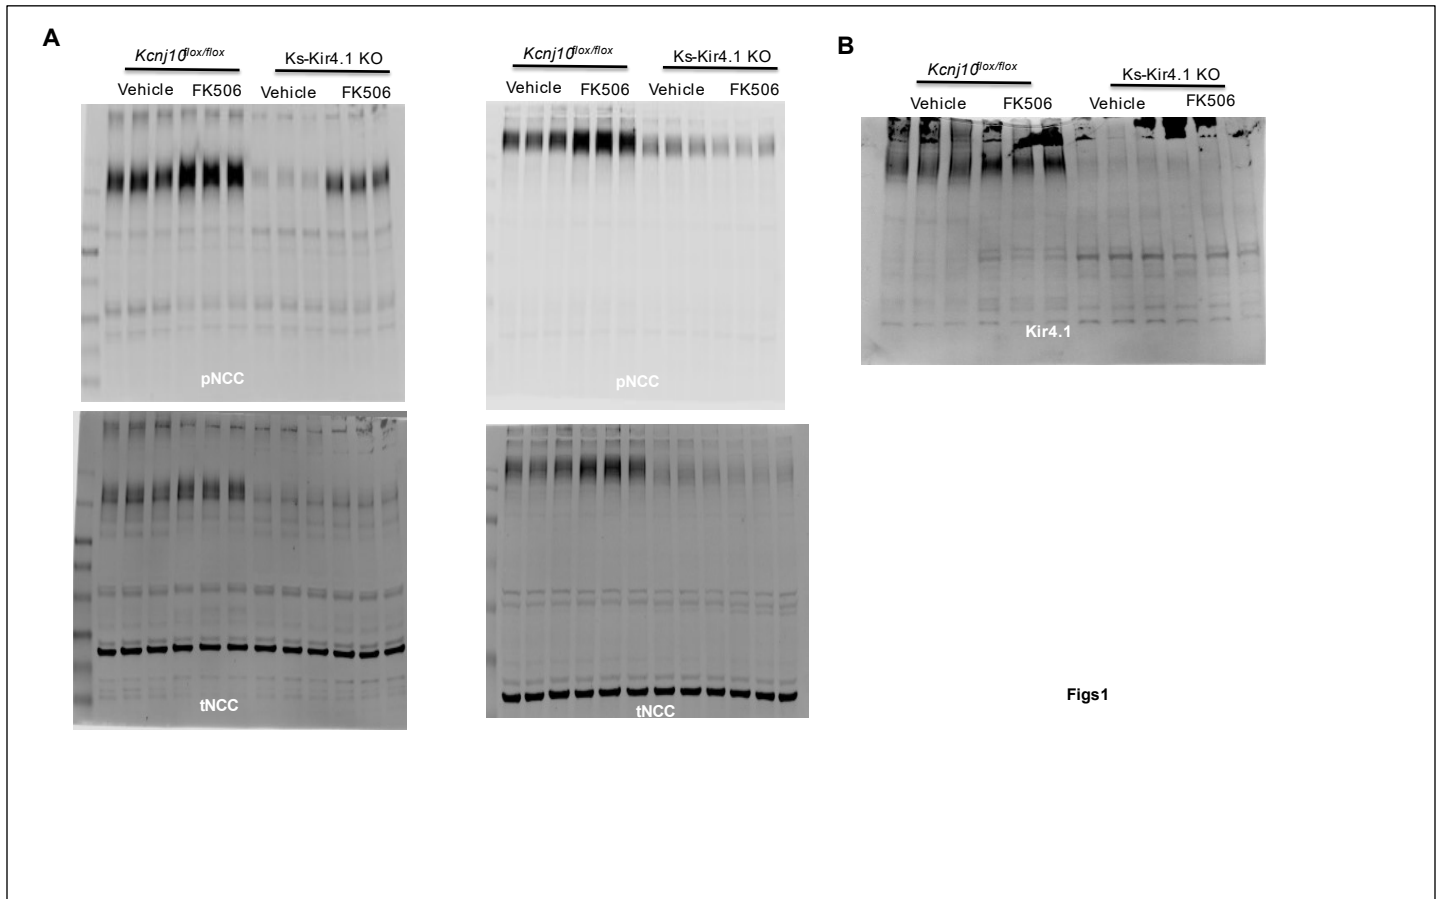 A
Kcnj10flox/flox
Ks-Kir4.1 KO
Vehicle FK506 Vehicle FK506
pNCC
tNCC
Kcnj10flox/flox
Ks-Kir4.1 KO
Vehicle FK506 Vehicle FK506
pNCC
tNCC
B
Kcnj10flox/flox
Ks-Kir4.1 KO
Vehicle FK506 Vehicle FK506
Kir4.1
Figs1